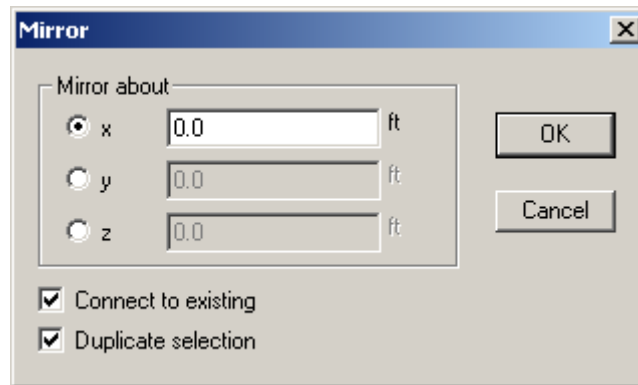 Mirror
Mirror about
x 0.0 ft
y 0.0 ft
z 0.0 ft
OK
Cancel
Connect to existing
Duplicate selection